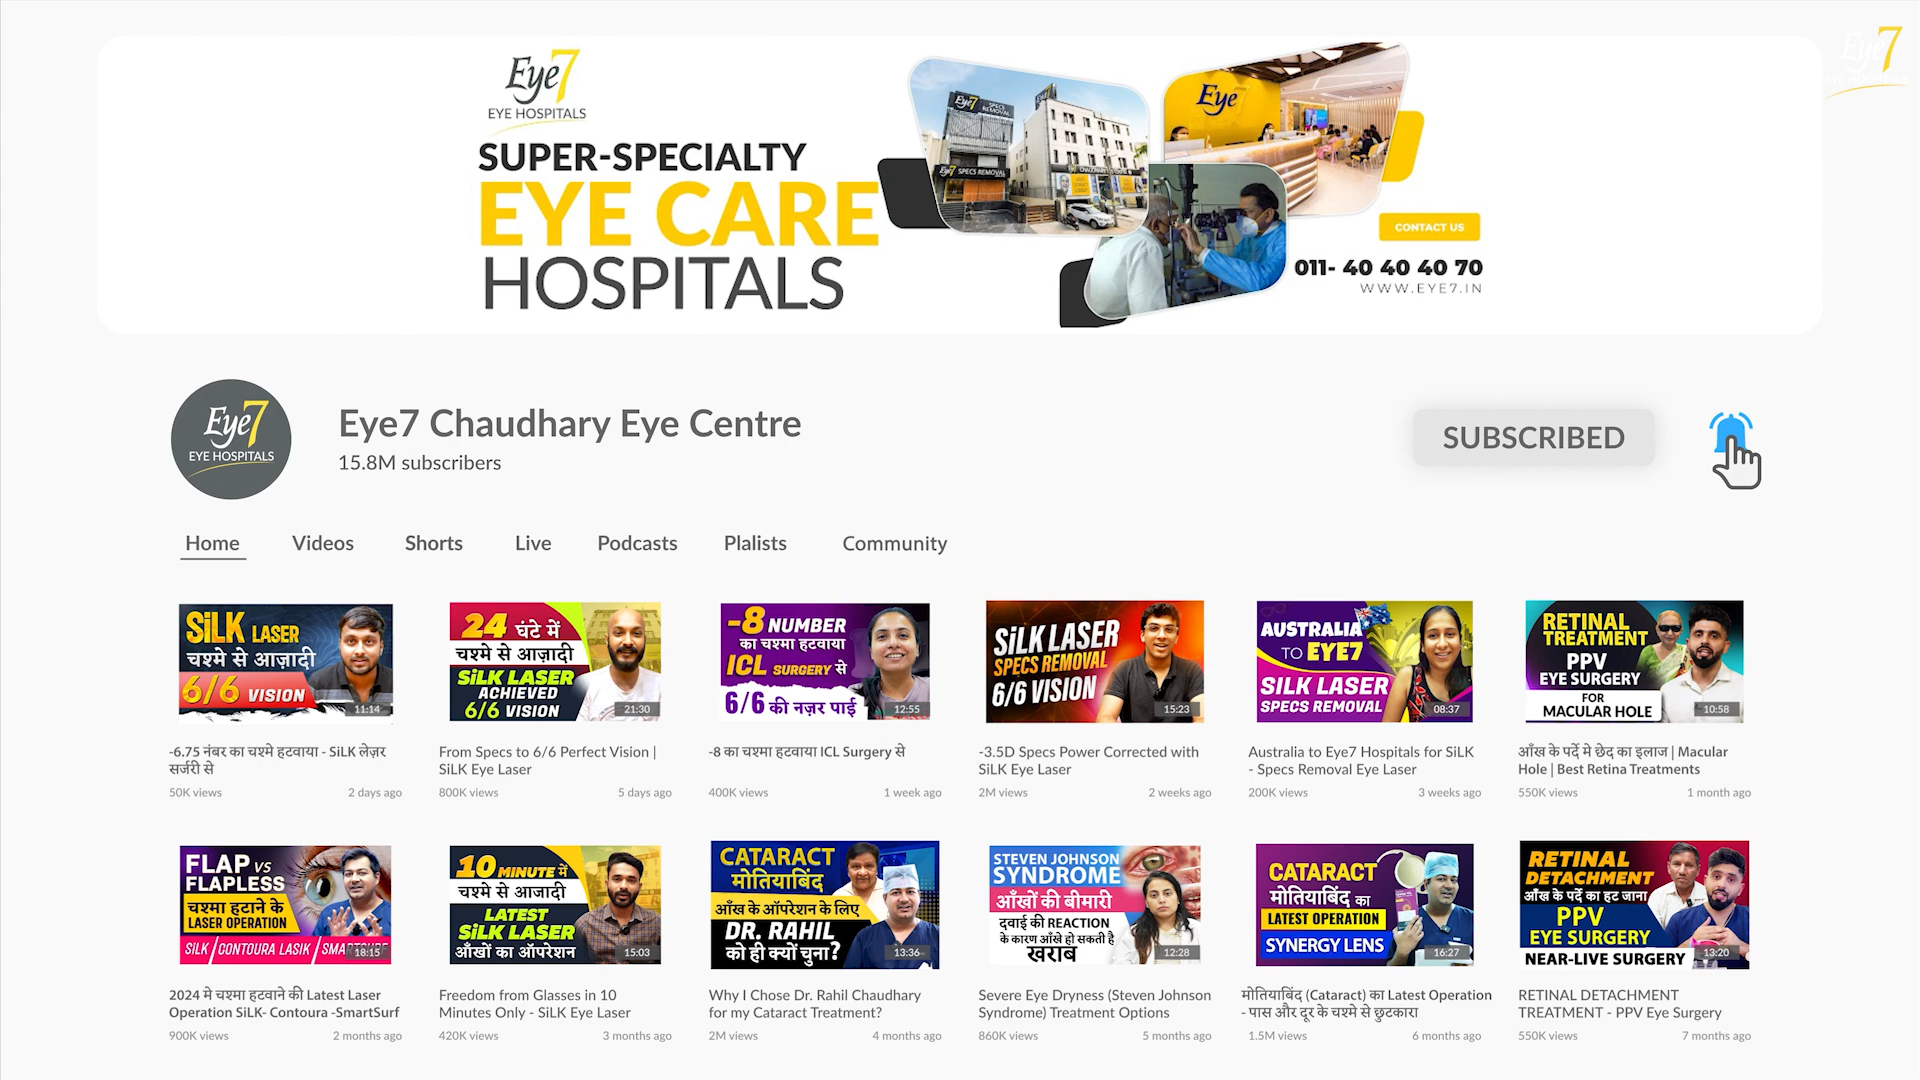 Eye7
EYE HOSPITALS
SUPER-SPECIALTY
EYE CARE
HOSPITALS
Eye7
SPECS REMOVAL
Eye7 SPECS REMOVAL
Eye
CONTACT US
011- 40 40 40 70
WWW.EYE7.IN
Eye7
Eye7
EYE HOSPITALS
Eye7 Chaudhary Eye Centre
15.8M subscribers
SUBSCRIBED
Home Videos Shorts Live Podcasts Plalists Community
SiLK LASER
चश्मे से आज़ादी
6/6 VISION
11:14
-6.75 नंबर का चश्मे हटवाया - SiLK लेज़र
सर्जरी से
50K views 2 days ago
24 घंटे में
चश्मे से आज़ादी
SiLK LASER
ACHIEVED
6/6 VISION
21:30
From Specs to 6/6 Perfect Vision |
SiLK Eye Laser
800K views 5 days ago
-8 NUMBER
का चश्मा हटवाया
ICL SURGERY से
6/6 की नज़र पाई
12:55
-8 का चश्मा हटवाया ICL Surgery से
400K views 1 week ago
SiLK LASER
SPECS REMOVAL
6/6 VISION
15:23
-3.5D Specs Power Corrected with
SiLK Eye Laser
2M views 2 weeks ago
AUSTRALIA
TO EYE7
SILK LASER
SPECS REMOVAL
08:37
Australia to Eye7 Hospitals for SiLK
- Specs Removal Eye Laser
200K views 3 weeks ago
RETINAL
TREATMENT
PPV
EYE SURGERY
FOR
MACULAR HOLE
10:58
आँख के पर्दे मे छेद का इलाज | Macular
Hole | Best Retina Treatments
550K views 1 month ago
FLAP VS
FLAPLESS
चश्मा हटाने के
LASER OPERATION
SILK / CONTOURA LASIK /
18:15
2024 मे चश्मा हटवाने की Latest Laser
Operation SiLK- Contoura -SmartSurf
900K views 2 months ago
10 MINUTE में
चश्मे से आजादी
LATEST
SiLK LASER
आँखों का ऑपरेशन
15:03
Freedom from Glasses in 10
Minutes Only - SiLK Eye Laser
420K views 3 months ago
CATARACT
मोतियाबिंद
आँख के ऑपरेशन के लिए
DR. RAHIL
को ही क्यों चुना?
13:36
Why I Chose Dr. Rahil Chaudhary
for my Cataract Treatment?
2M views 4 months ago
STEVEN JOHNSON
SYNDROME
आँखों की बीमारी
दवाई की REACTION
के कारण आँखे हो सकती है
खराब
12:28
Severe Eye Dryness (Steven Johnson
Syndrome) Treatment Options
860K views 5 months ago
CATARACT
मोतियाबिंद का
LATEST OPERATION
SYNERGY LENS
16:27
मोतियाबिंद (Cataract) का Latest Operation
- पास और दूर के चश्मे से छुटकारा
1.5M views 6 months ago
RETINAL
DETACHMENT
आँख के पर्दे का हट जाना
PPV
EYE SURGERY
NEAR-LIVE SURGERY
13:20
RETINAL DETACHMENT
TREATMENT - PPV Eye Surgery
550K views 7 months ago